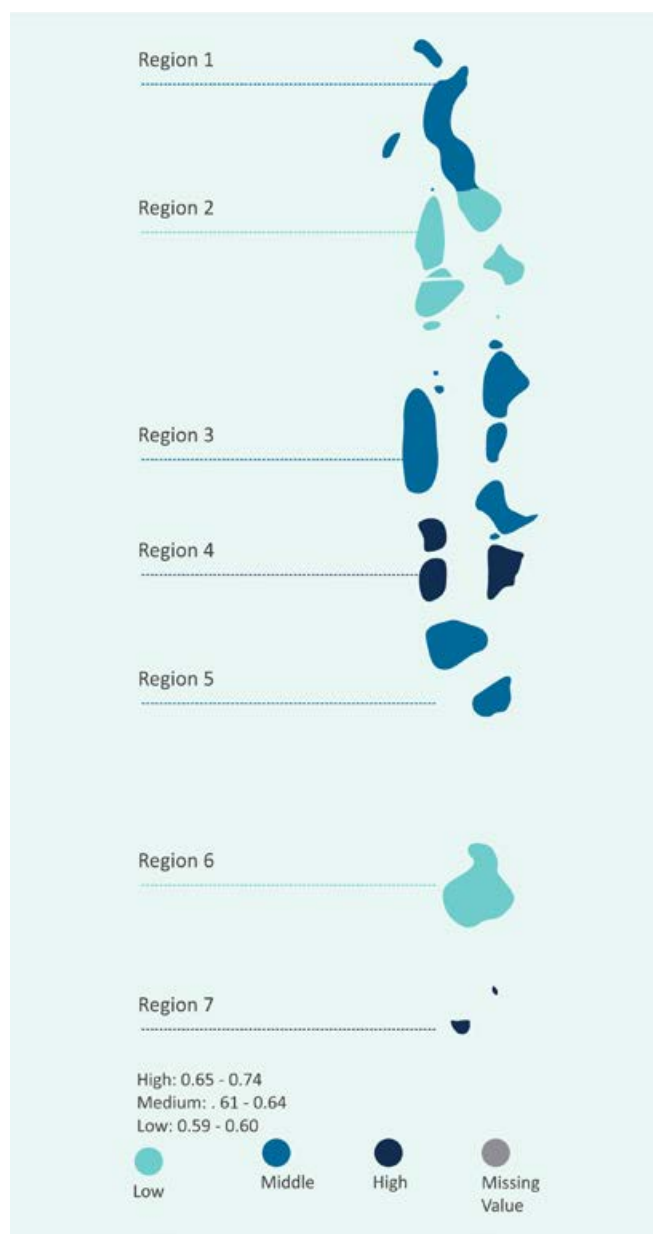 Region 1
Region 2
Region 3
Region 4
Region 5
Region 6
Region 7
High: 0.65 - 0.74
Medium: . 61 - 0.64
Low: 0.59 - 0.60
Low
Middle
High
Missing
Value